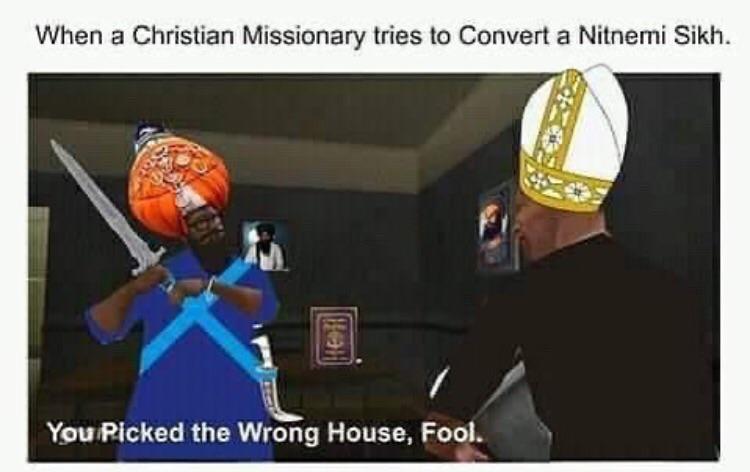 When a Christian Missionary tries to Convert a Nitnemi Sikh.
You Picked the Wrong House, Fool.